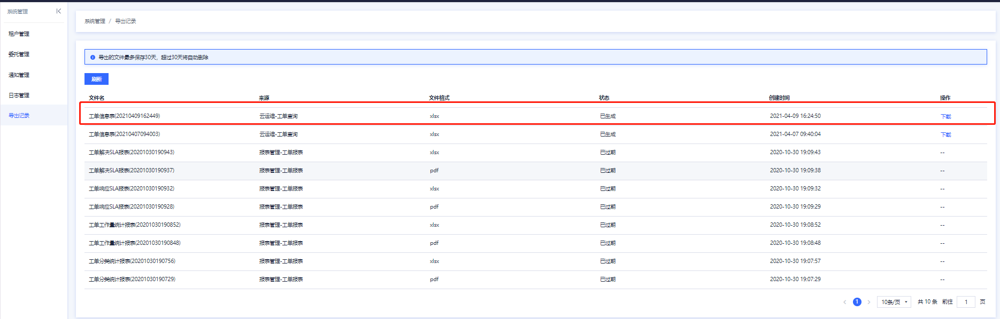 系统管理
租户管理
委托管理
通知管理
日志管理
导出记录
系统管理 / 导出记录
导出的文件最多保存30天，超过30天将自动删除
刷新
文件名 来源 文件格式 状态 创建时间 操作
工单信息表(20210409162449) 云运维-工单查询 xlsx 已生成 2021-04-09 16:24:50 下载
工单信息表(20210407094003) 云运维-工单查询 xlsx 已生成 2021-04-07 09:40:04 下载
工单解决SLA报表(20201030190943) 报表管理-工单报表 xlsx 已过期 2020-10-30 19:09:43 --
工单解决SLA报表(20201030190937) 报表管理-工单报表 pdf 已过期 2020-10-30 19:09:38 --
工单响应SLA报表(20201030190932) 报表管理-工单报表 xlsx 已过期 2020-10-30 19:09:32 --
工单响应SLA报表(20201030190928) 报表管理-工单报表 pdf 已过期 2020-10-30 19:09:29 --
工单工作量统计报表(20201030190852) 报表管理-工单报表 xlsx 已过期 2020-10-30 19:08:52 --
工单工作量统计报表(20201030190848) 报表管理-工单报表 pdf 已过期 2020-10-30 19:08:48 --
工单分类统计报表(20201030190756) 报表管理-工单报表 xlsx 已过期 2020-10-30 19:07:57 --
工单分类统计报表(20201030190729) 报表管理-工单报表 pdf 已过期 2020-10-30 19:07:29 --
1 10条/页 共 10 条 前往 1 页